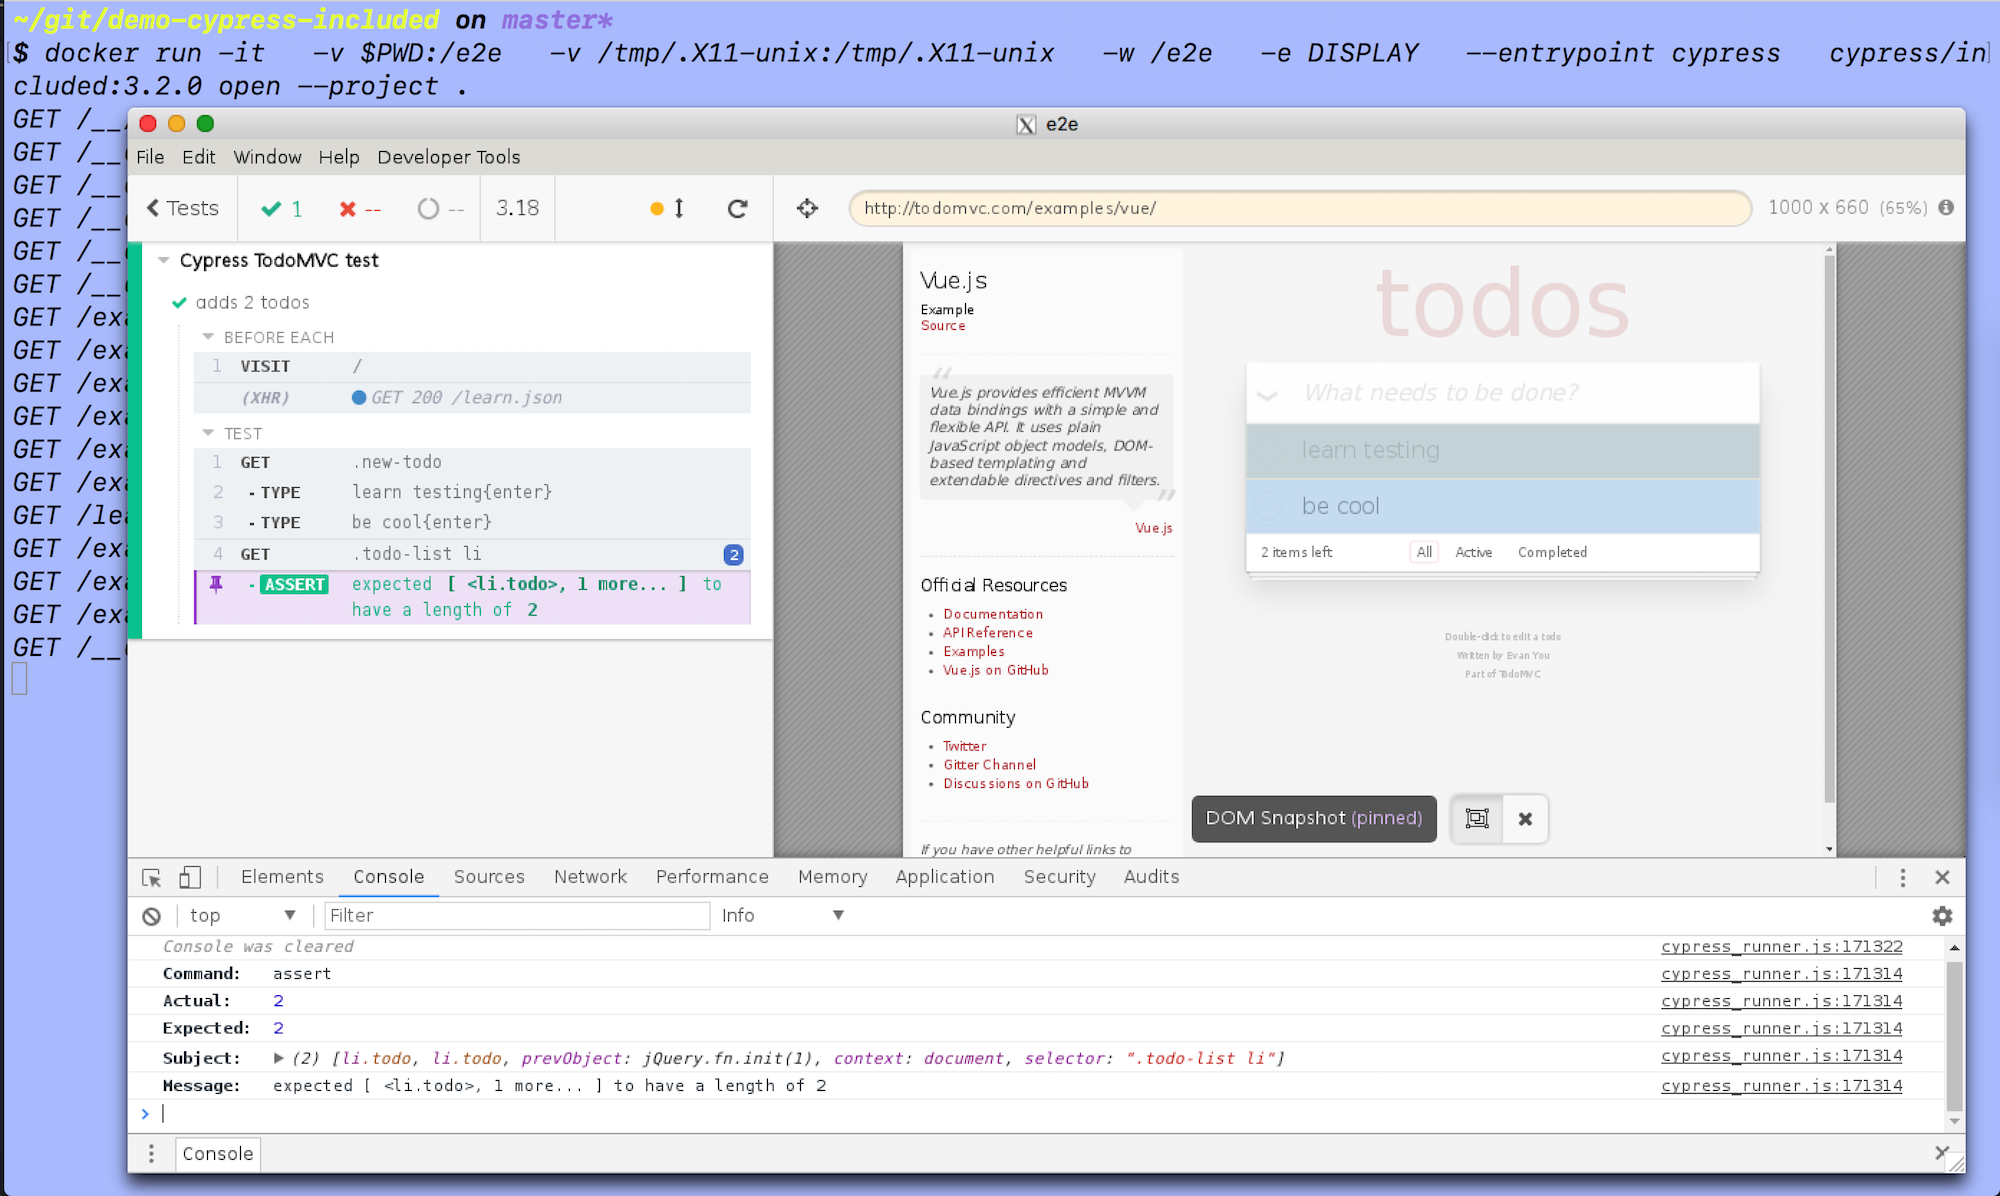 ~/git/demo-cypress-included on master*
$ docker run -it -v $PWD:/e2e -v /tmp/.X11-unix:/tmp/.X11-unix -w /e2e -e DISPLAY --entrypoint cypress cypress/in
cluded:3.2.0 open --project .
GET /__
GET /__
GET /__
GET /__
GET /__
GET /__
GET /exa
GET /exa
GET /exa
GET /exa
GET /exa
GET /exa
GET /lea
GET /exa
GET /exa
GET /exa
GET /__
e2e
File Edit Window Help Developer Tools
Tests 1 -- -- 3.18
http://todomvc.com/examples/vue/ 1000 x 660 (65%)
Cypress TodoMVC test
adds 2 todos
BEFORE EACH
1 VISIT /
(XHR) GET 200 /learn.json
TEST
1 GET .new-todo
2 - TYPE learn testing{enter}
3 - TYPE be cool{enter}
4 GET .todo-list li 2
- ASSERT expected [ <li.todo>, 1 more... ] to
have a length of 2
Vue.js
Example
Source
“
Vue.js provides efficient MVVM
data bindings with a simple and
flexible API. It uses plain
JavaScript object models, DOM-
based templating and
extendable directives and filters.
”
Vue.js
Official Resources
• Documentation
• API Reference
• Examples
• Vue.js on GitHub
Community
• Twitter
• Gitter Channel
• Discussions on GitHub
If you have other helpful links to
todos
What needs to be done?
learn testing
be cool
2 items left All Active Completed
Double-click to edit a todo
Written by Evan You
Part of TodoMVC
DOM Snapshot (pinned)
Elements Console Sources Network Performance Memory Application Security Audits
top Filter Info
Console was cleared cypress_runner.js:171322
Command: assert cypress_runner.js:171314
Actual: 2 cypress_runner.js:171314
Expected: 2 cypress_runner.js:171314
Subject: (2) [li.todo, li.todo, prevObject: jQuery.fn.init(1), context: document, selector: ".todo-list li"] cypress_runner.js:171314
Message: expected [ <li.todo>, 1 more... ] to have a length of 2 cypress_runner.js:171314
Console